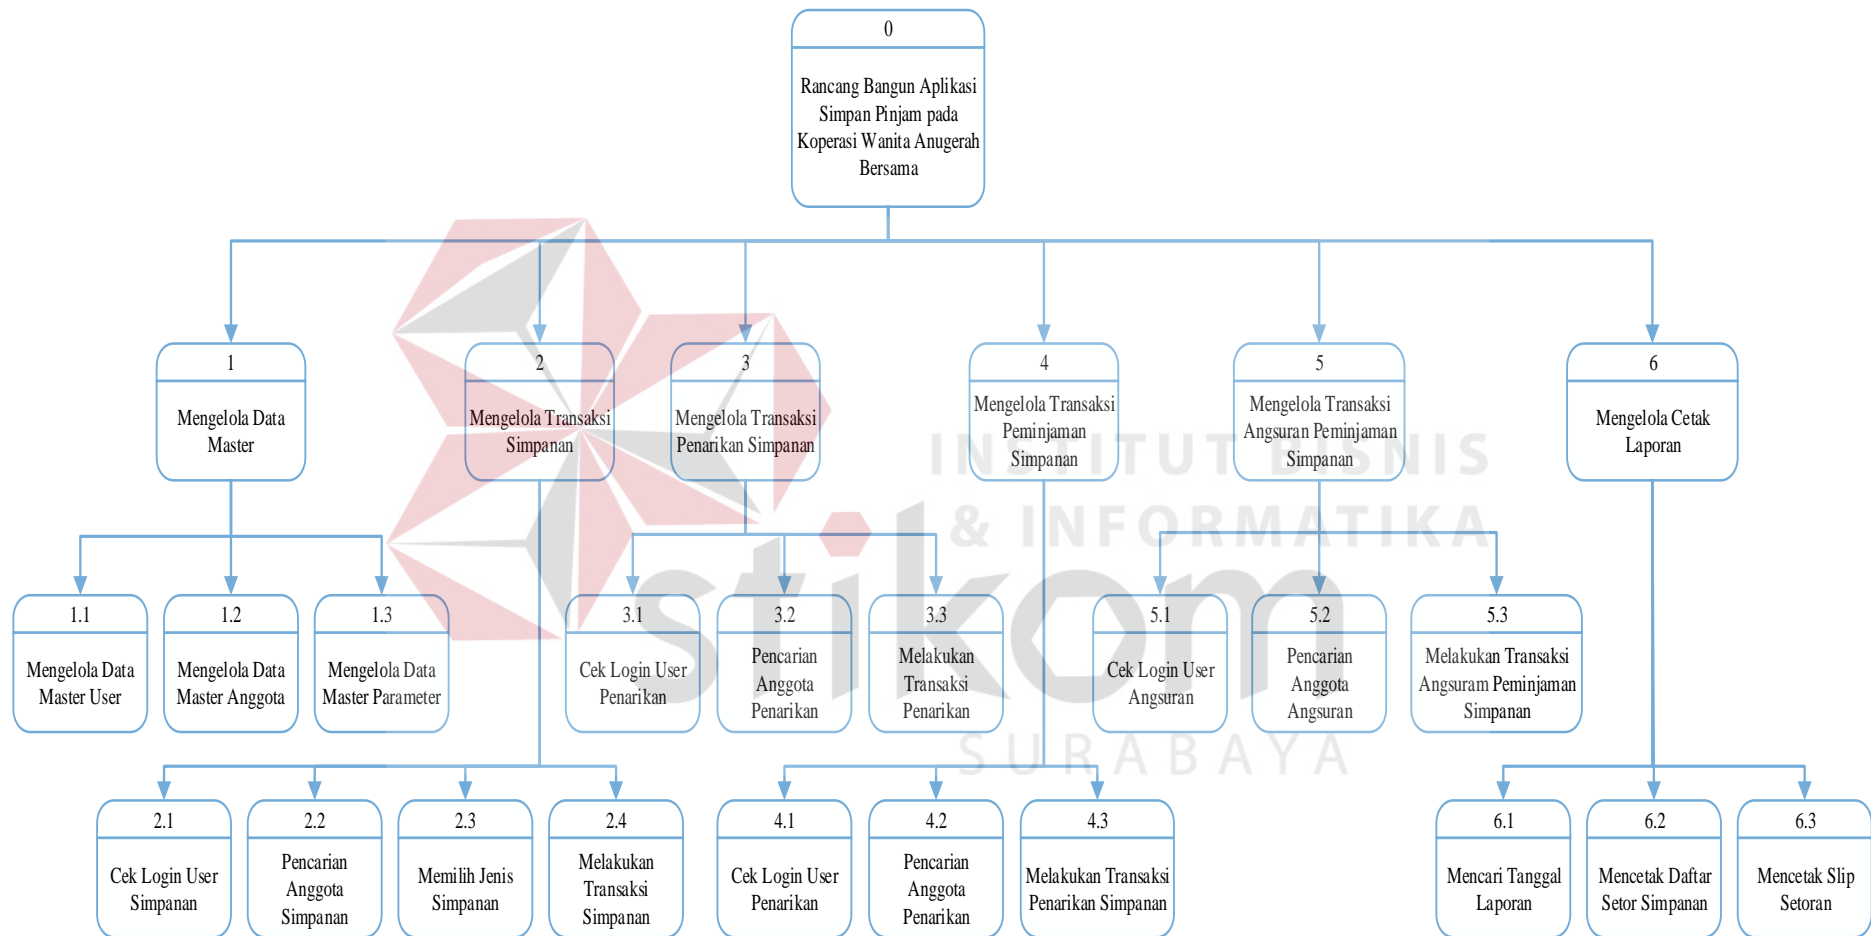 0
Rancang Bangun Aplikasi
Simpan Pinjam pada
Koperasi Wanita Anugerah
Bersama
1
Mengelola Data
Master
2
Mengelola Transaksi
Simpanan
3
Mengelola Transaksi
Penarikan Simpanan
4
Mengelola Transaksi
Peminjaman
Simpanan
5
Mengelola Transaksi
Angsuran Peminjaman
Simpanan
6
Mengelola Cetak
Laporan
INSTITUT BISNIS
& INFORMATIKA
stikom
SURABAYA
1.1
Mengelola Data
Master User
1.2
Mengelola Data
Master Anggota
1.3
Mengelola Data
Master Parameter
3.1
Cek Login User
Penarikan
3.2
Pencarian
Anggota
Penarikan
3.3
Melakukan
Transaksi
Penarikan
5.1
Cek Login User
Angsuran
5.2
Pencarian
Anggota
Angsuran
5.3
Melakukan Transaksi
Angsuram Peminjaman
Simpanan
2.1
Cek Login User
Simpanan
2.2
Pencarian
Anggota
Simpanan
2.3
Memilih Jenis
Simpanan
2.4
Melakukan
Transaksi
Simpanan
4.1
Cek Login User
Penarikan
4.2
Pencarian
Anggota
Penarikan
4.3
Melakukan Transaksi
Penarikan Simpanan
6.1
Mencari Tanggal
Laporan
6.2
Mencetak Daftar
Setor Simpanan
6.3
Mencetak Slip
Setoran